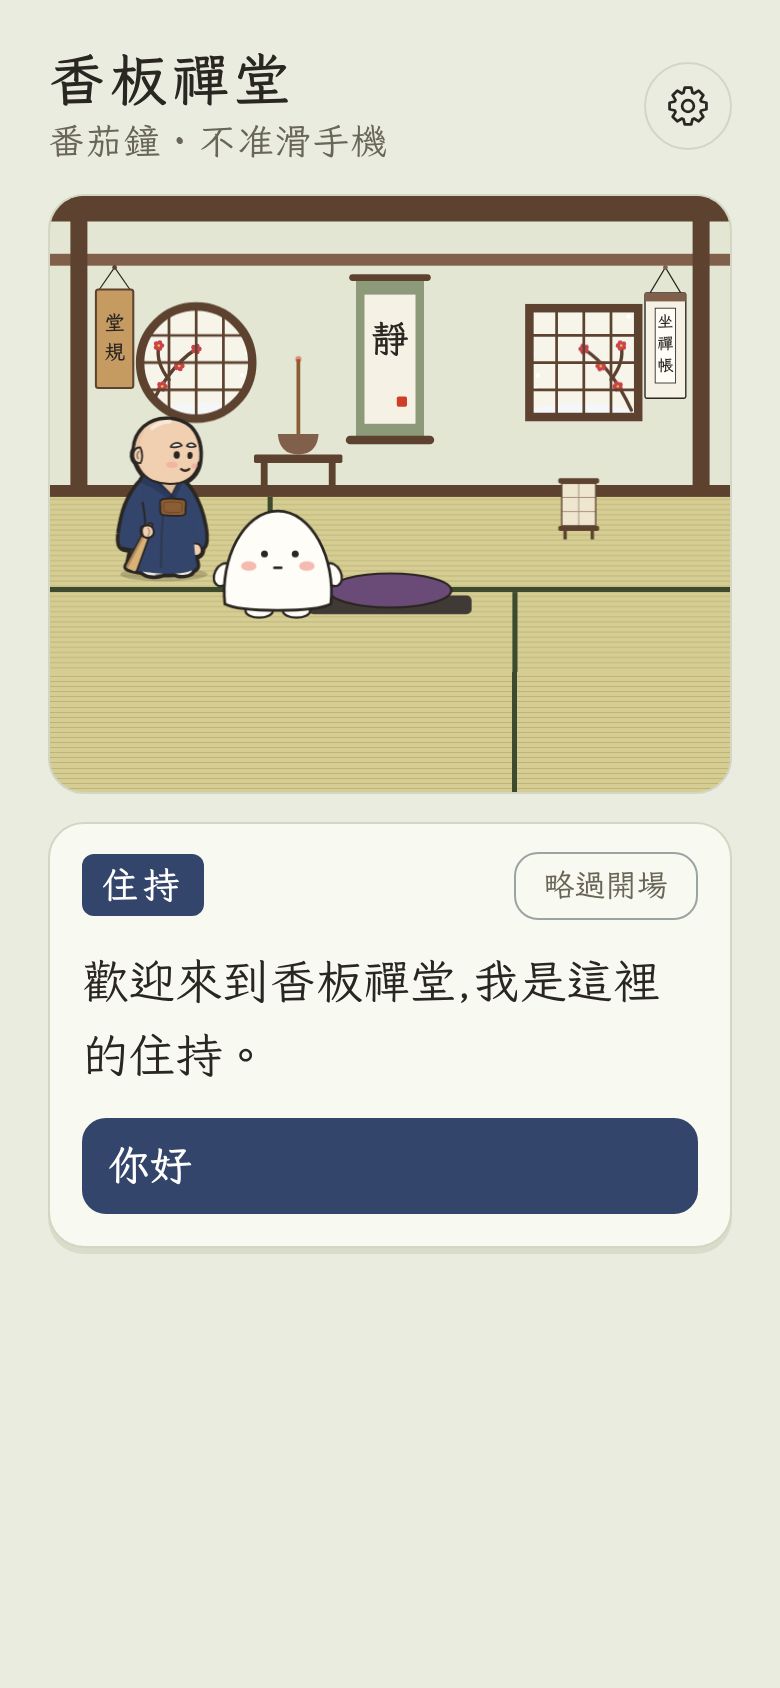 香板禪堂
番茄鐘・不准滑手機
堂規
靜
坐禪帳
住持
略過開場
歡迎來到香板禪堂,我是這裡
的住持。
你好